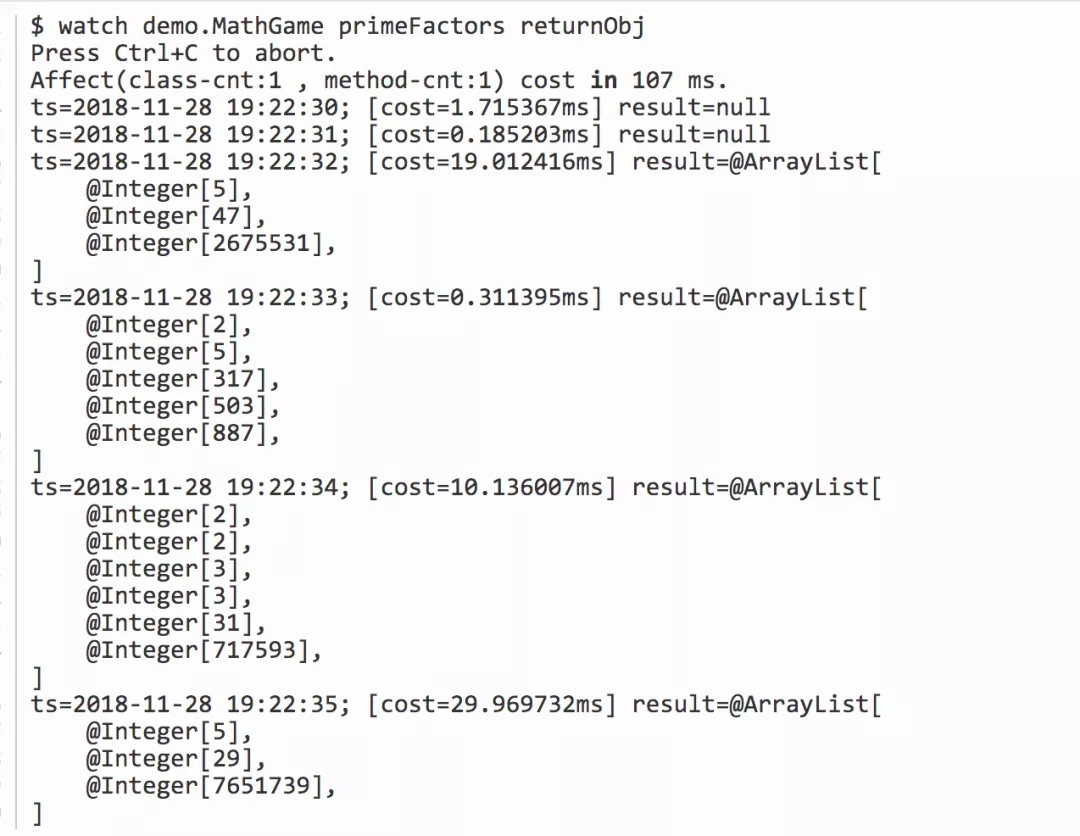 $ watch demo.MathGame primeFactors returnObj
Press Ctrl+C to abort.
Affect(class-cnt:1 , method-cnt:1) cost in 107 ms.
ts=2018-11-28 19:22:30; [cost=1.715367ms] result=null
ts=2018-11-28 19:22:31; [cost=0.185203ms] result=null
ts=2018-11-28 19:22:32; [cost=19.012416ms] result=@ArrayList[
    @Integer[5],
    @Integer[47],
    @Integer[2675531],
]
ts=2018-11-28 19:22:33; [cost=0.311395ms] result=@ArrayList[
    @Integer[2],
    @Integer[5],
    @Integer[317],
    @Integer[503],
    @Integer[887],
]
ts=2018-11-28 19:22:34; [cost=10.136007ms] result=@ArrayList[
    @Integer[2],
    @Integer[2],
    @Integer[3],
    @Integer[3],
    @Integer[31],
    @Integer[717593],
]
ts=2018-11-28 19:22:35; [cost=29.969732ms] result=@ArrayList[
    @Integer[5],
    @Integer[29],
    @Integer[7651739],
]